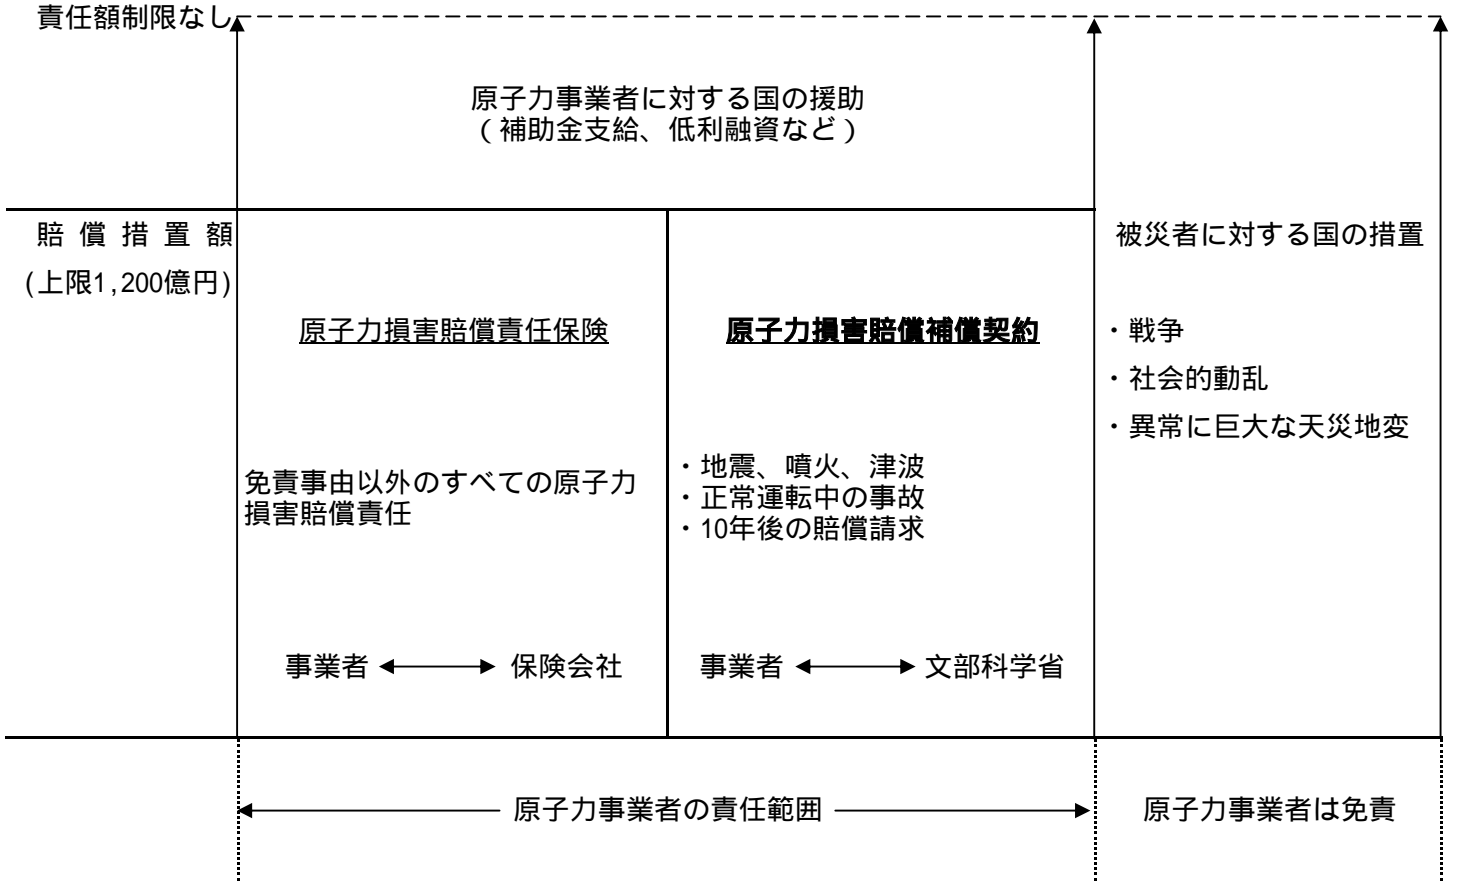 責任額制限なし
原子力事業者に対する国の援助
(補助金支給、低利融資など)
賠償措置額
(上限1,200億円)
被災者に対する国の措置
原子力損害賠償責任保険
原子力損害賠償補償契約
・戦争
・社会的動乱
・異常に巨大な天災地変
免責事由以外のすべての原子力
損害賠償責任
・地震、噴火、津波
・正常運転中の事故
・10年後の賠償請求
事業者 保険会社
事業者 文部科学省
原子力事業者の責任範囲
原子力事業者は免責